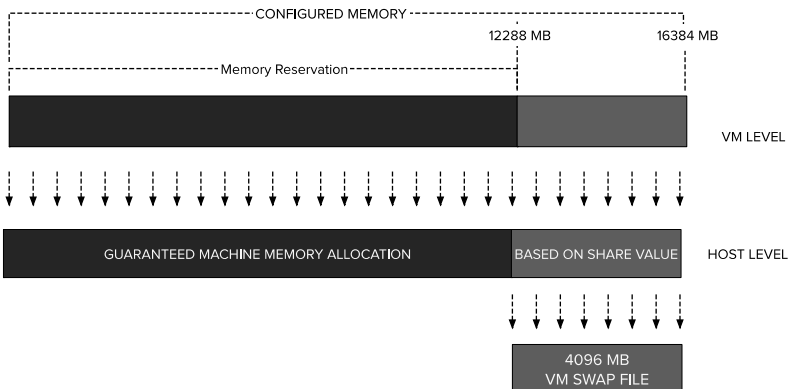 CONFIGURED MEMORY
12288 MB
16384 MB
Memory Reservation
VM LEVEL
GUARANTEED MACHINE MEMORY ALLOCATION
BASED ON SHARE VALUE
HOST LEVEL
4096 MB
VM SWAP FILE